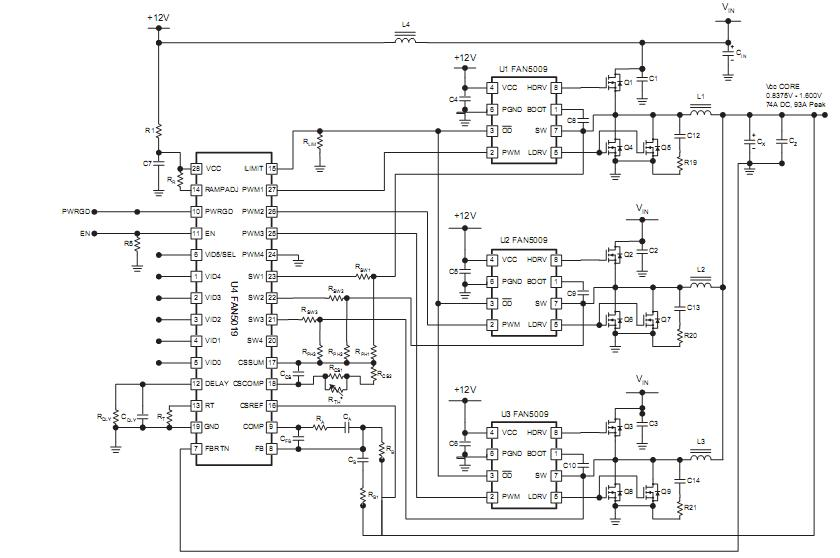 +12V
L4
VIN
CIN
+12V
U1 FAN5009
4 VCC HDRV 8
6 PGND BOOT 1
3 OD SW 7
2 PWM LDRV 5
C4
C8
Q1
C1
Q4
Q5
L1
C12
R19
Vcc CORE
0.8375V - 1.600V
74A DC, 93A Peak
CX
CZ
R1
C7
RR
RLIM
28 VCC ILIMIT 15
14 RAMPADJ PWM1 27
PWRGD
10 PWRGD PWM2 26
EN
11 EN PWM3 25
R5
6 VID5/SEL PWM4 24
1 VID4 SW1 23
2 VID3 SW2 22
3 VID2 SW3 21
4 VID1 SW4 20
5 VID0 CSSUM 17
12 DELAY CSCOMP 18
13 RT CSREF 16
19 GND COMP 9
7 FBRTN FB 8
U4 FAN5019
RSW1
RSW2
RSW3
RPH3
RPH2
RPH1
RCS1
RCS2
CCS
RTH
RDLY
CDLY
RT
RA
CA
CFB
CB
RB
RB1
+12V
U2 FAN5009
4 VCC HDRV 8
6 PGND BOOT 1
3 OD SW 7
2 PWM LDRV 5
C5
C9
VIN
Q2
C2
Q6
Q7
L2
C13
R20
+12V
U3 FAN5009
4 VCC HDRV 8
6 PGND BOOT 1
3 OD SW 7
2 PWM LDRV 5
C6
C10
VIN
Q3
C3
Q8
Q9
L3
C14
R21